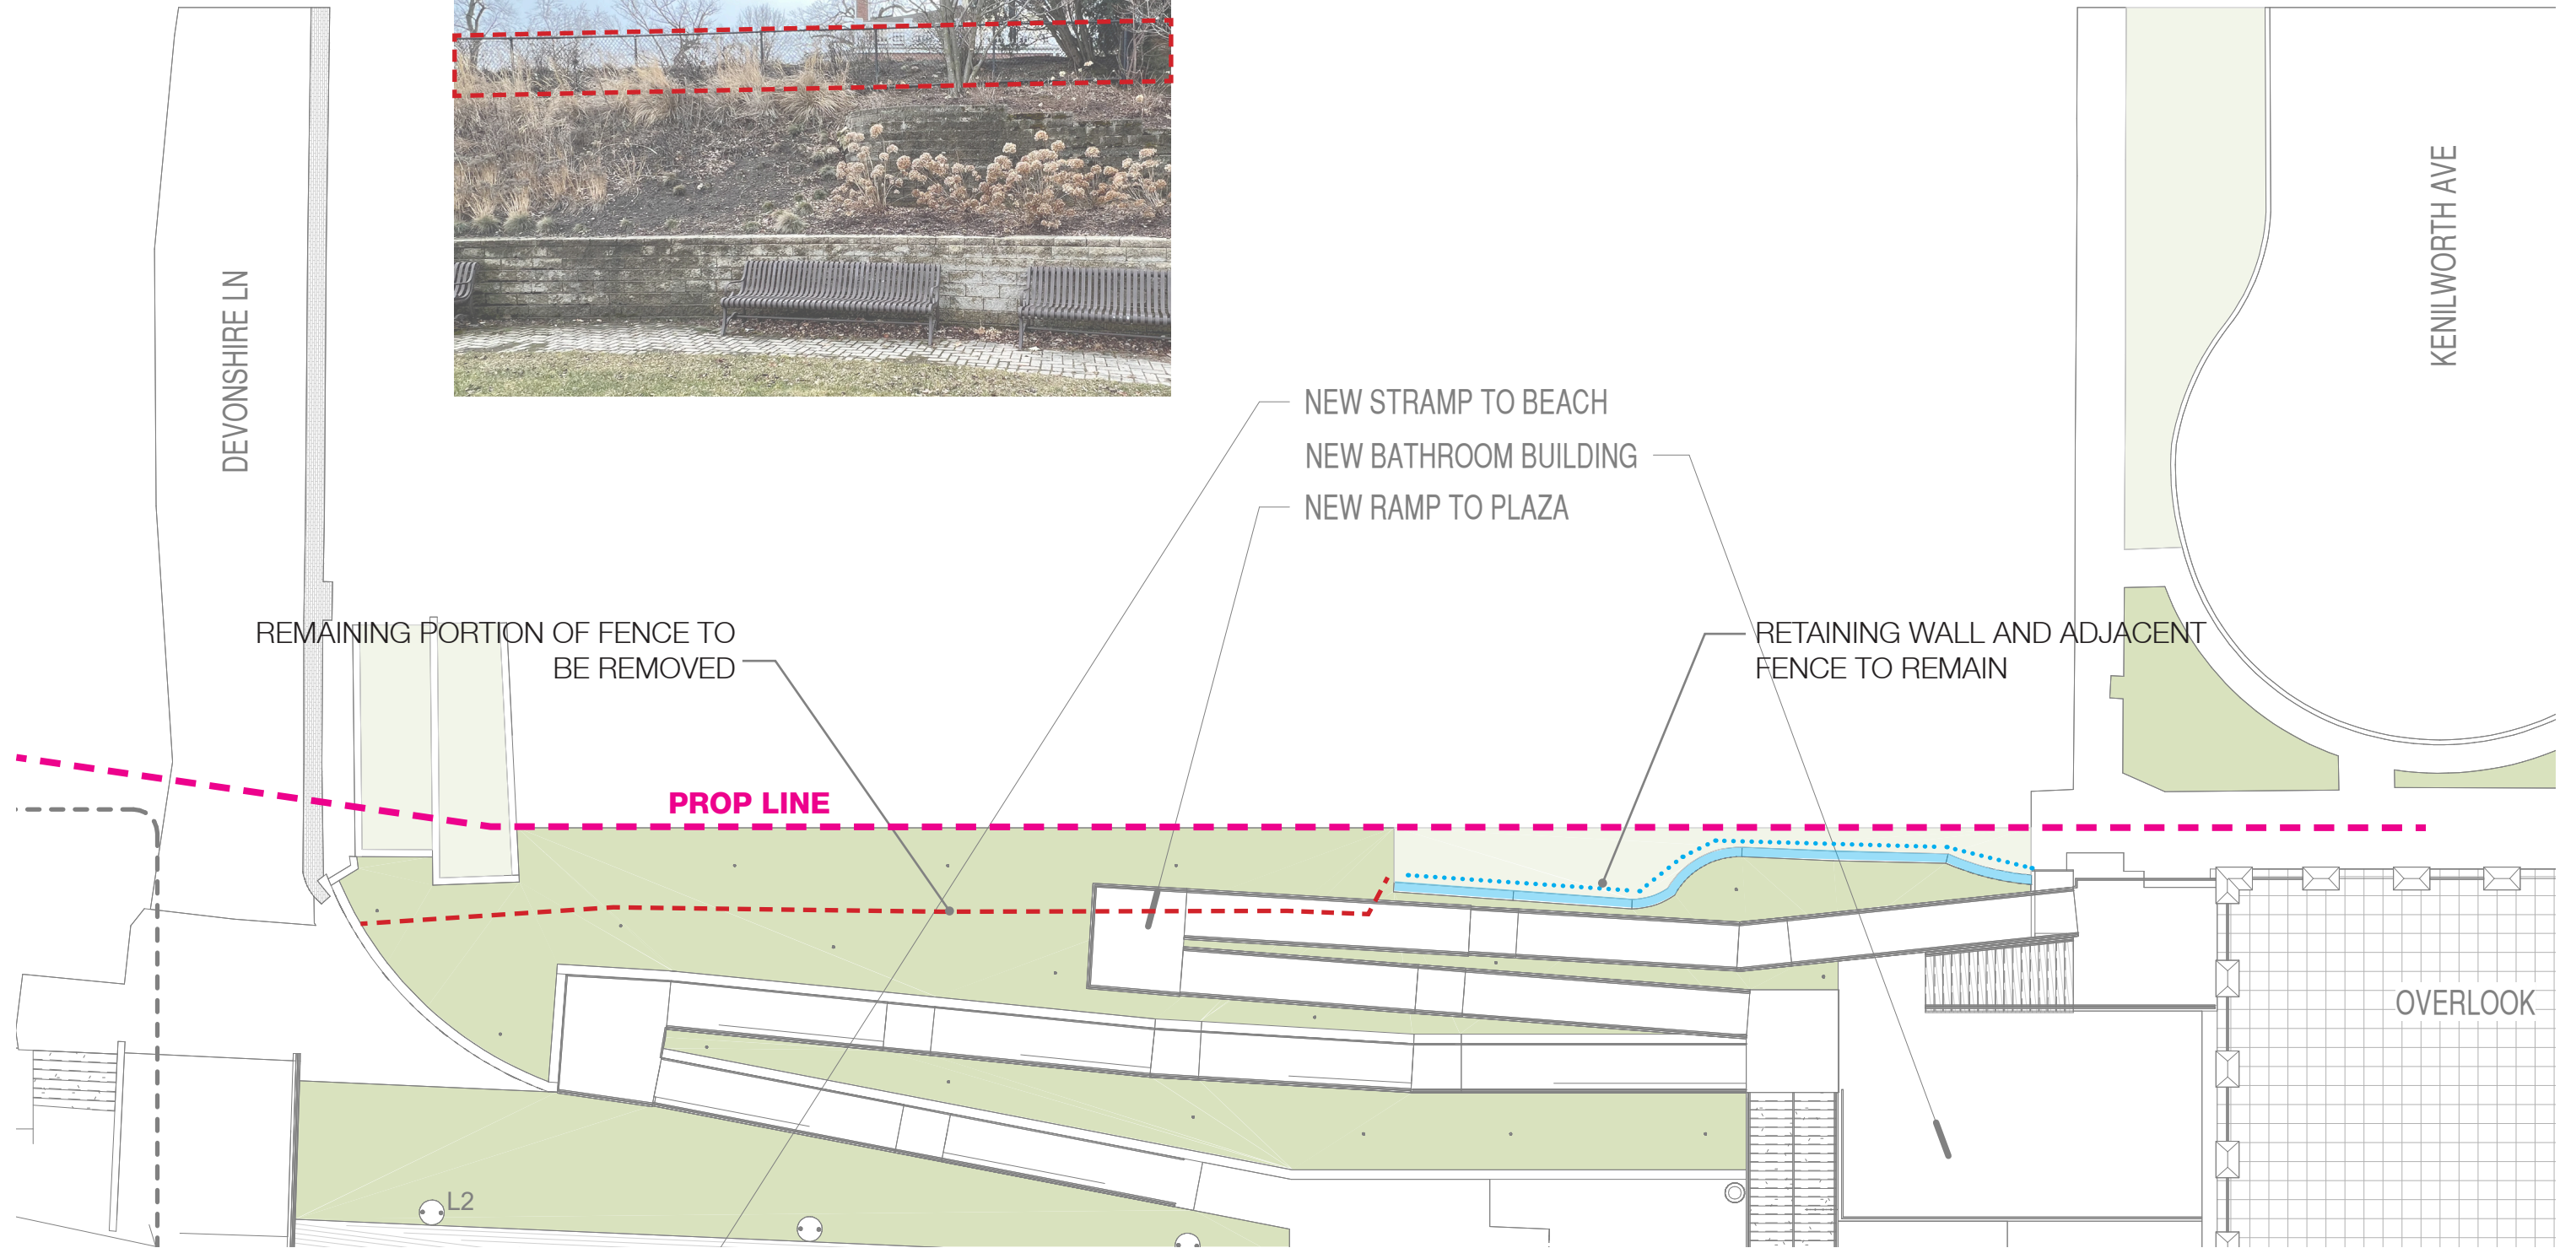 DEVONSHIRE LN
KENILWORTH AVE
NEW STRAMP TO BEACH
NEW BATHROOM BUILDING
NEW RAMP TO PLAZA
REMAINING PORTION OF FENCE TO
BE REMOVED
RETAINING WALL AND ADJACENT
FENCE TO REMAIN
PROP LINE
OVERLOOK
L2